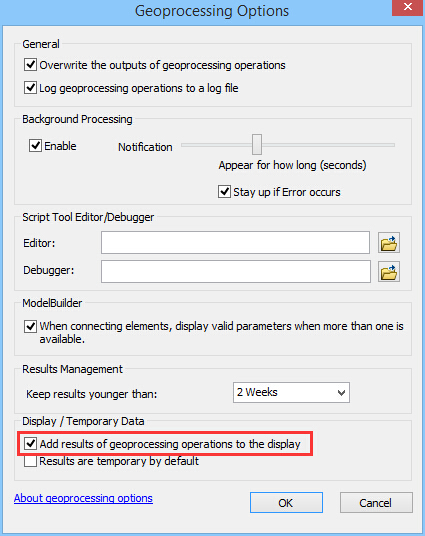 Geoprocessing Options
General
Overwrite the outputs of geoprocessing operations
Log geoprocessing operations to a log file
Background Processing
Enable
Notification
Appear for how long (seconds)
Stay up if Error occurs
Script Tool Editor/Debugger
Editor:
Debugger:
ModelBuilder
When connecting elements, display valid parameters when more than one is
available.
Results Management
Keep results younger than:
2 Weeks
Display / Temporary Data
Add results of geoprocessing operations to the display
Results are temporary by default
About geoprocessing options
OK
Cancel